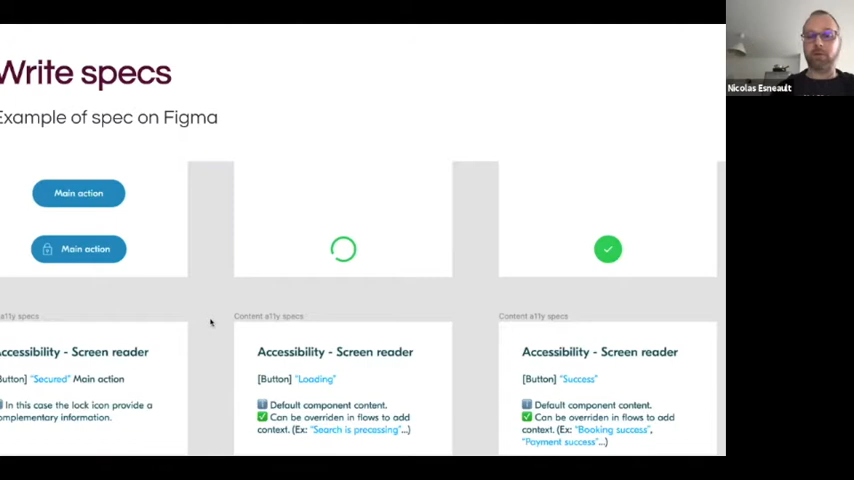 Write specs
Example of spec on Figma
Nicolas Esneault
Main action
Main action
a11y specs
Content a11y specs
Content a11y specs
Accessibility - Screen reader
[Button] "Secured" Main action
In this case the lock icon provide a
complementary information.
Accessibility - Screen reader
[Button] "Loading"
Default component content.
Can be overriden in flows to add
context. (Ex: "Search is precessing"...)
Accessibility - Screen reader
[Button] "Success"
Default component content.
Can be overriden in flows to add
context. (Ex: "Booking success",
"Payment success"...)